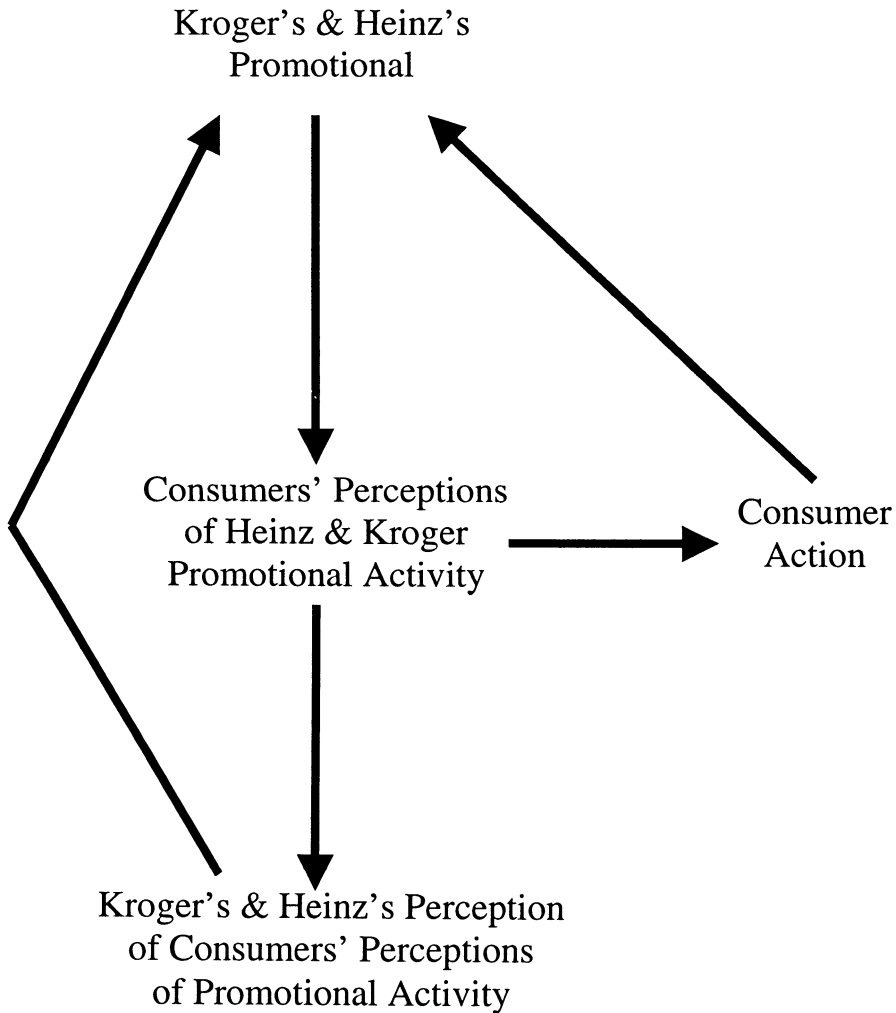 Kroger's & Heinz's
Promotional
Consumers' Perceptions
of Heinz & Kroger
Promotional Activity
Consumer
Action
Kroger's & Heinz's Perception
of Consumers' Perceptions
of Promotional Activity